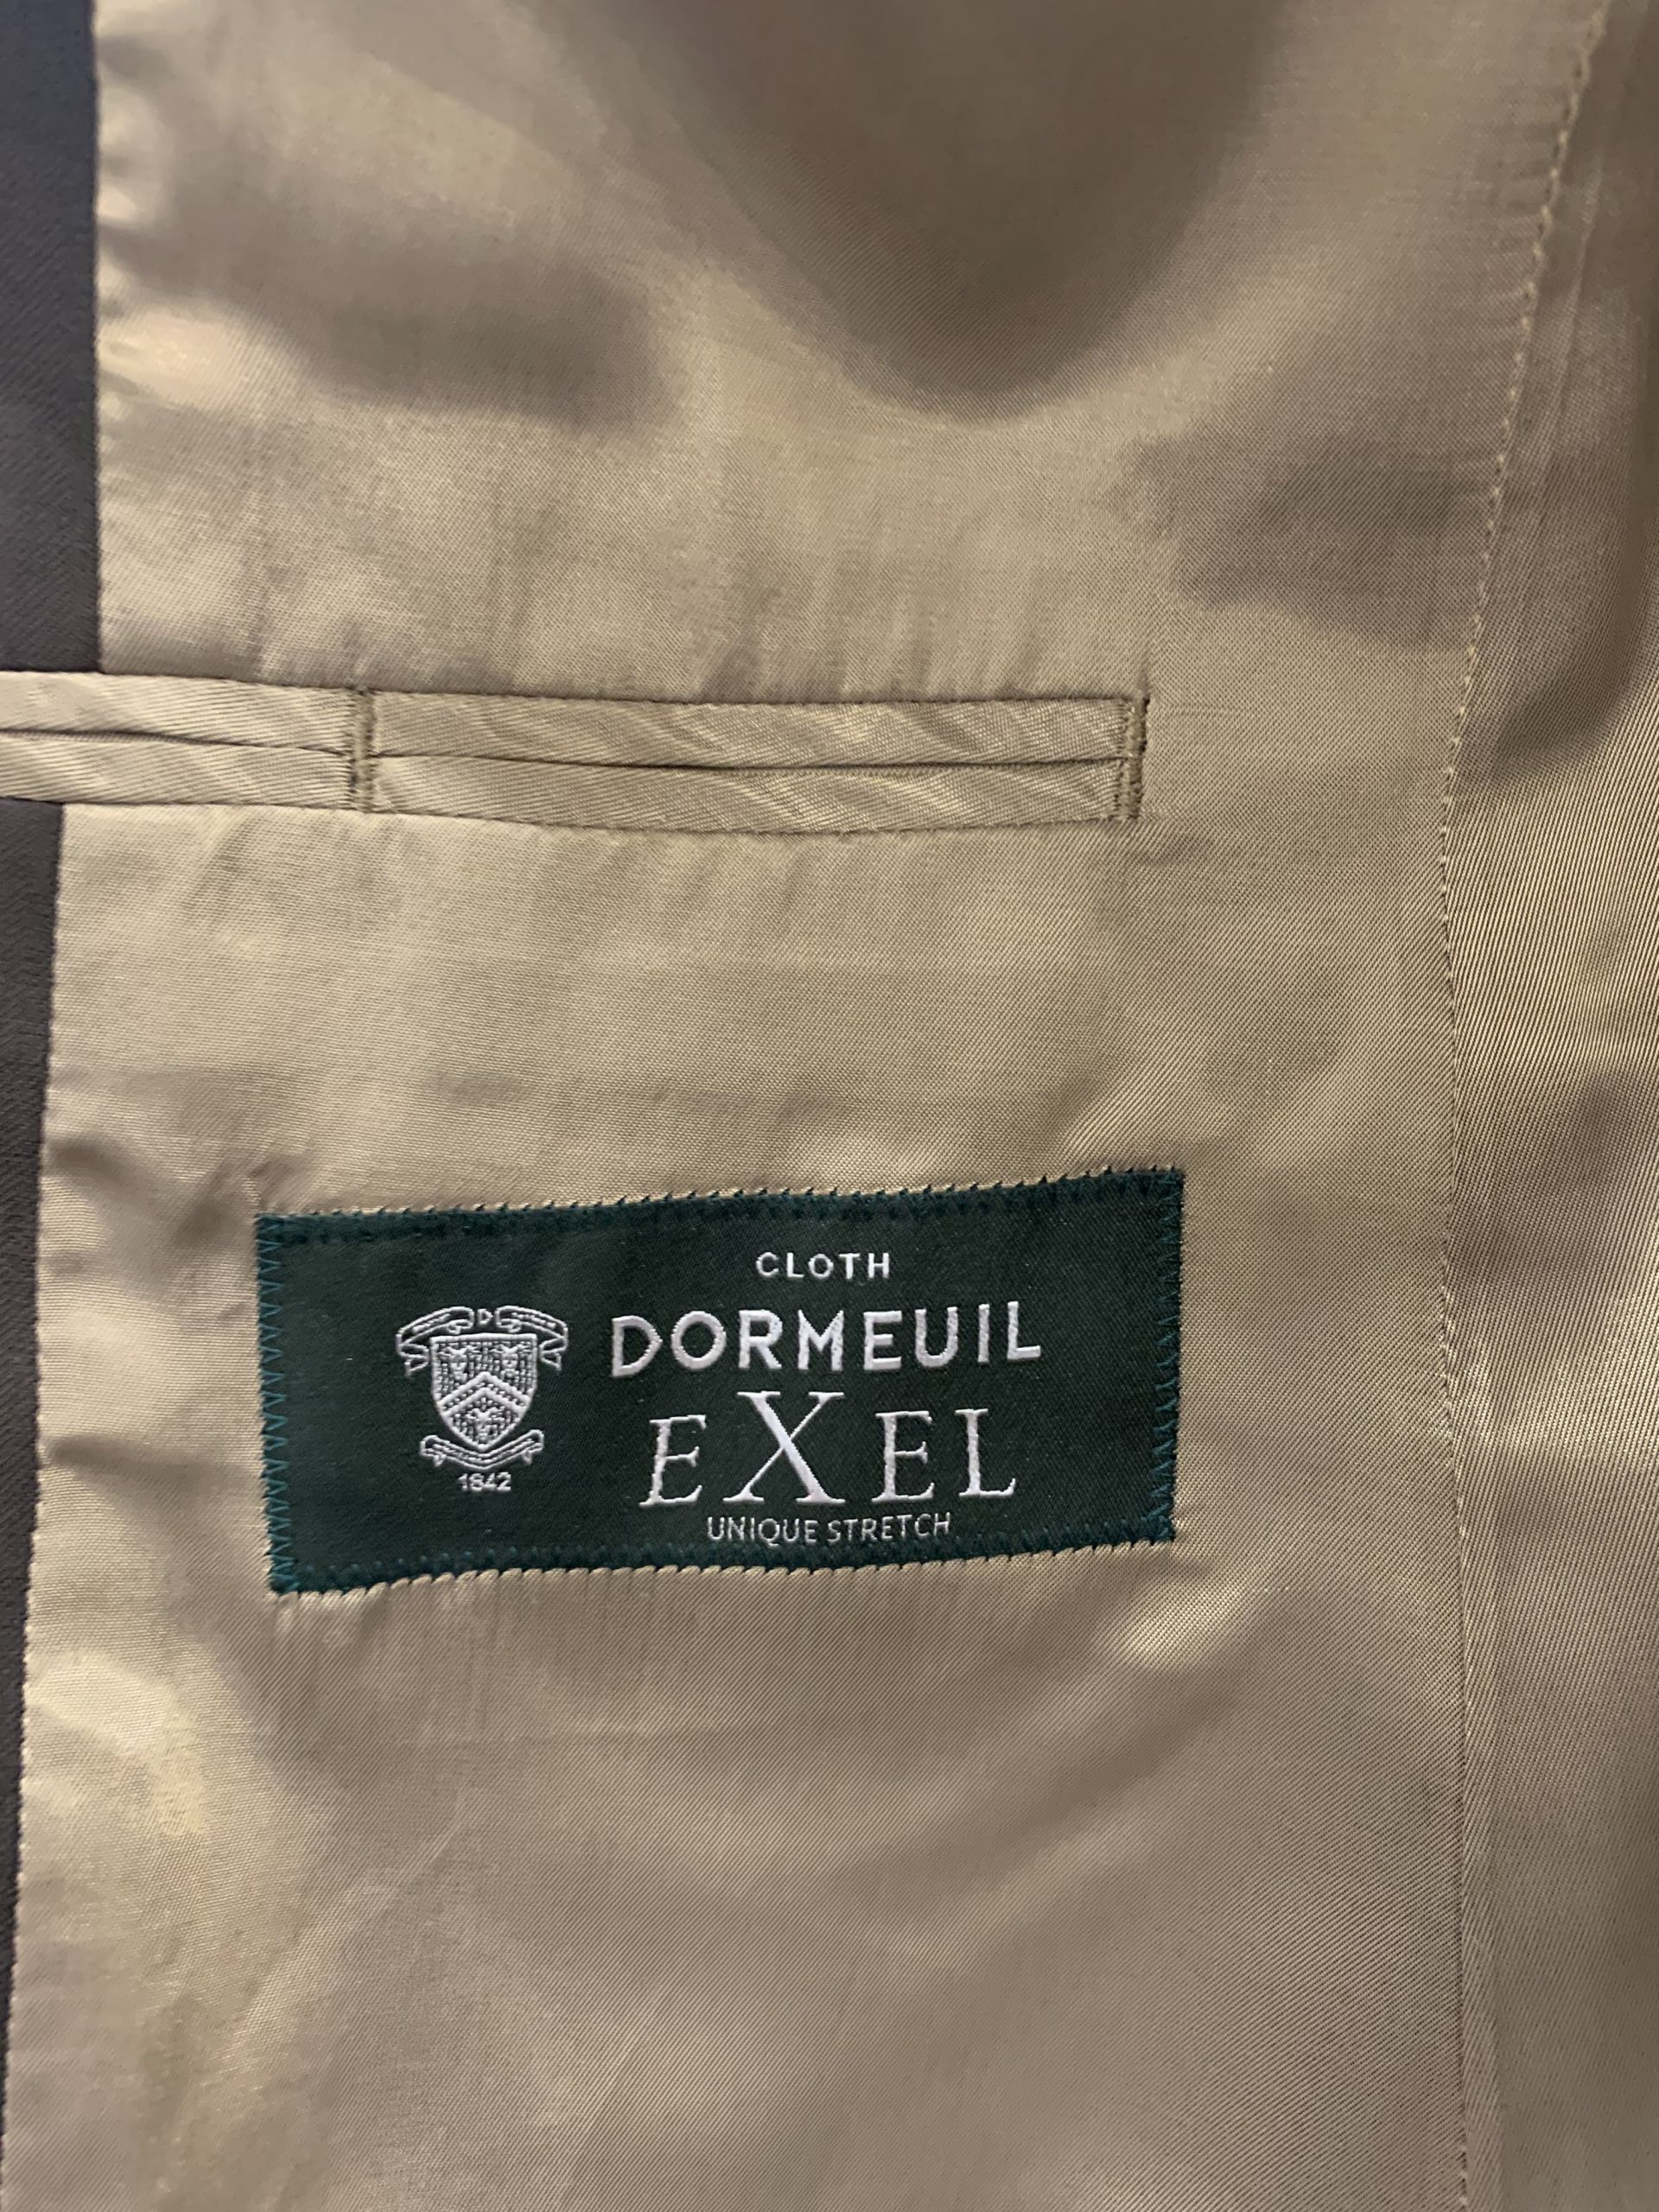 CLOTH
D
DORMEUIL
EXEL
1842
UNIQUE STRETCH